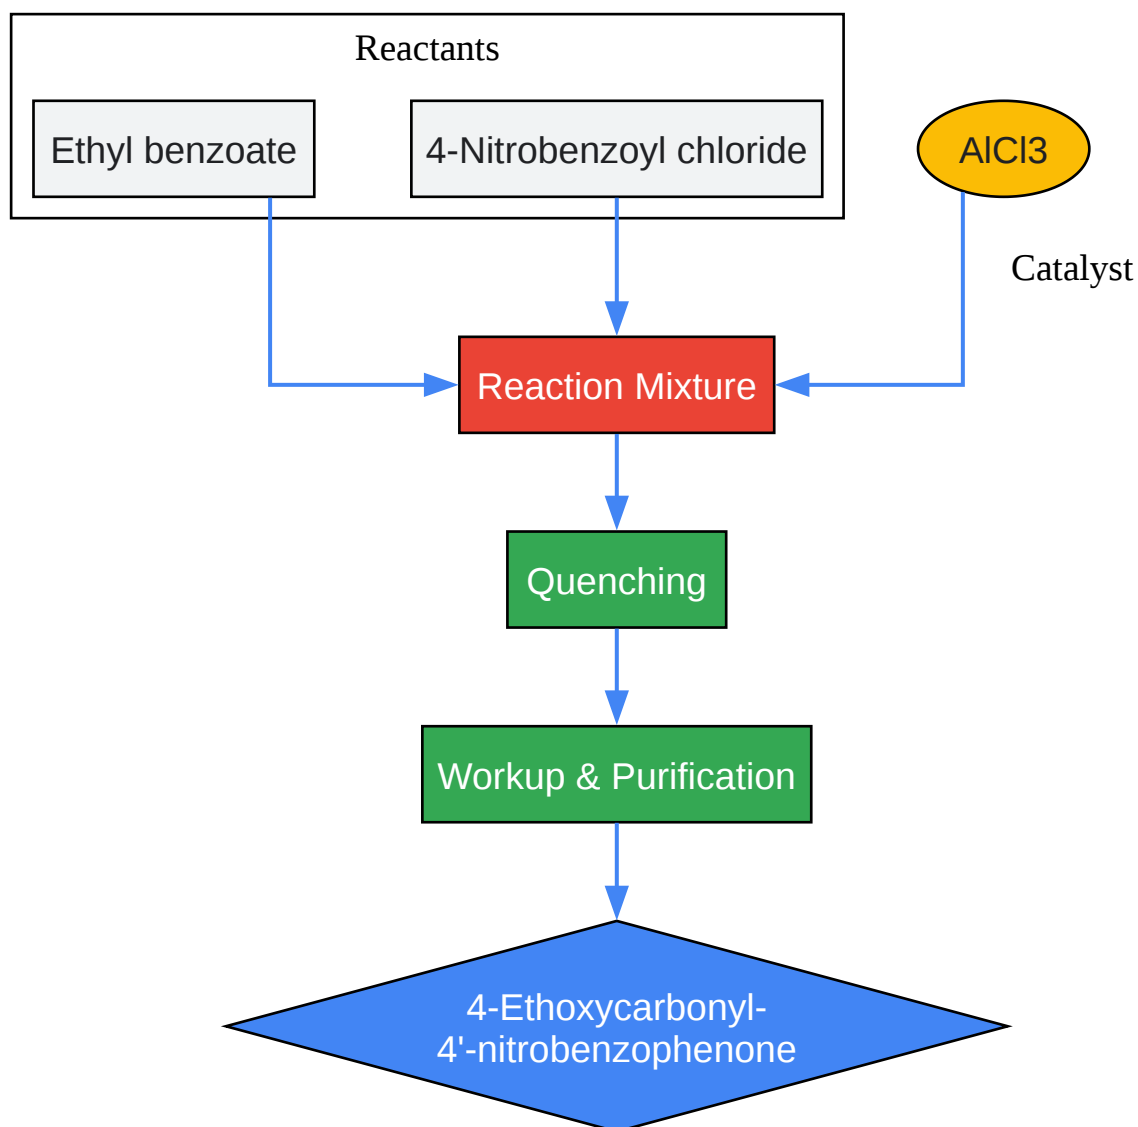 Reactants
Ethyl benzoate
4-Nitrobenzoyl chloride
AlCl3
Catalyst
Reaction Mixture
Quenching
Workup & Purification
4-Ethoxycarbonyl-
4'-nitrobenzophenone